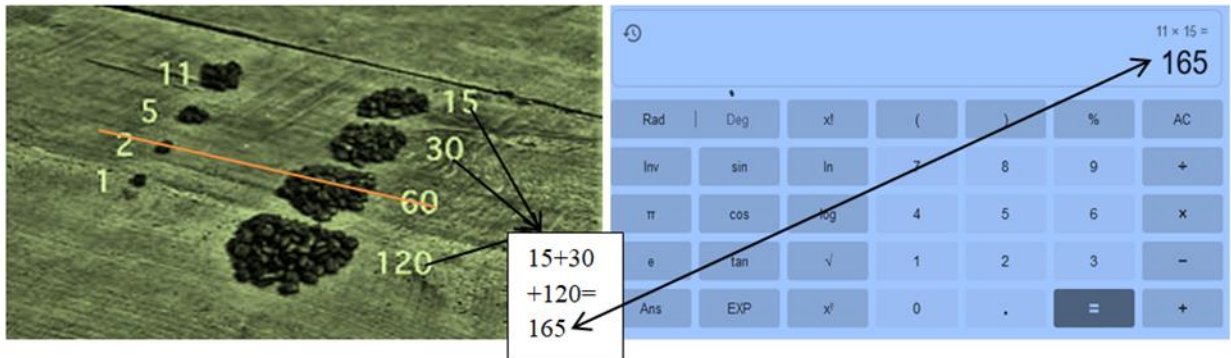 11
15
5
30
2
60
1
120
15+30
+120=
165
11 × 15 =
165
Rad | Deg x! ( ) % AC
Inv sin ln 7 8 9 ÷
π cos log 4 5 6 ×
e tan √ 1 2 3 −
Ans EXP xʸ 0 . = +